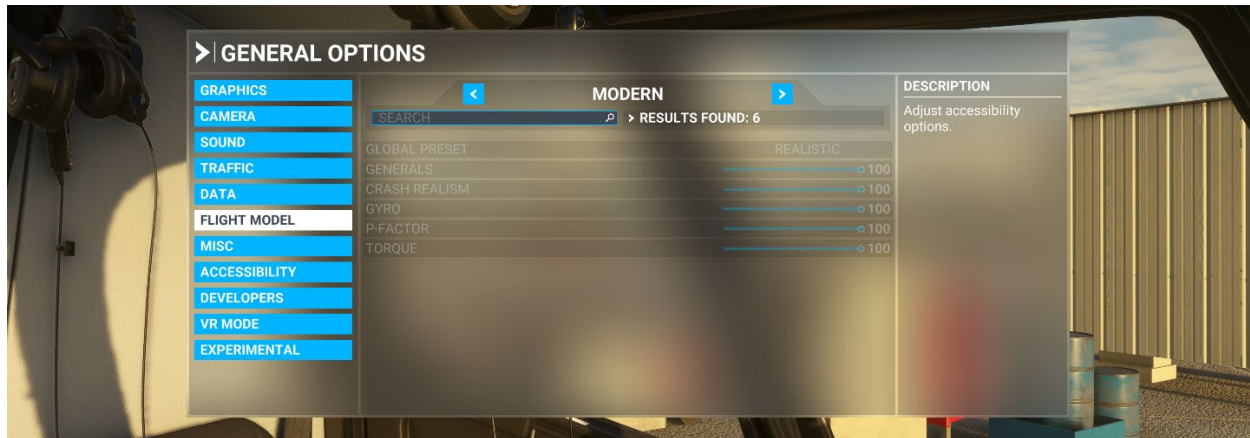 GENERAL OPTIONS
GRAPHICS
CAMERA
SOUND
TRAFFIC
DATA
FLIGHT MODEL
MISC
ACCESSIBILITY
DEVELOPERS
VR MODE
EXPERIMENTAL
MODERN
SEARCH > RESULTS FOUND: 6
GLOBAL PRESET REALISTIC
GENERALS 100
CRASH REALISM 100
GYRO 100
P-FACTOR 100
TORQUE 100
DESCRIPTION
Adjust accessibility
options.